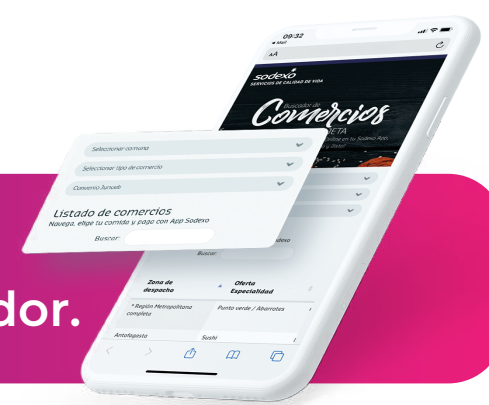 09:32
Mail
AA
sodexo
SERVICIOS DE CALIDAD DE VIDA
Buscador de
Comercios
Seleccionar comuna
Seleccionar tipo de comercio
Convenio Junaeb
Listado de comercios
Navega, elige tu comida y paga con App Sodexo
Buscar:
dor.
Buscar
Zona de
despacho
Oferta
Especialidad
* Región Metropolitana
completa
Punto verde / Abarrotes
Antofagasta
Sushi